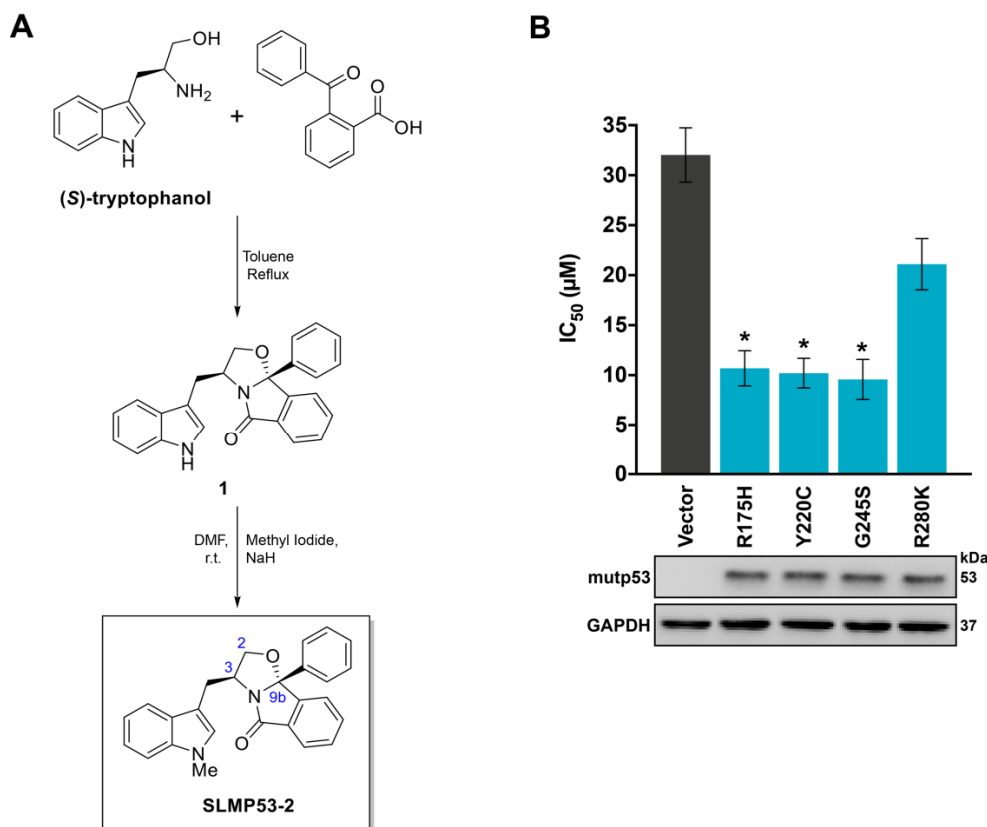 A
OH
NH2
N
H
+
O
O
OH
(S)-tryptophanol
Toluene
Reflux
O
N
O
N
H
1
DMF,
r.t.
Methyl Iodide,
NaH
2
O
3
N
9b
O
N
Me
SLMP53-2
B
IC50 (µM)
35
30
25
20
15
10
5
0
* * *
Vector R175H Y220C G245S R280K
kDa
mutp53 53
GAPDH 37